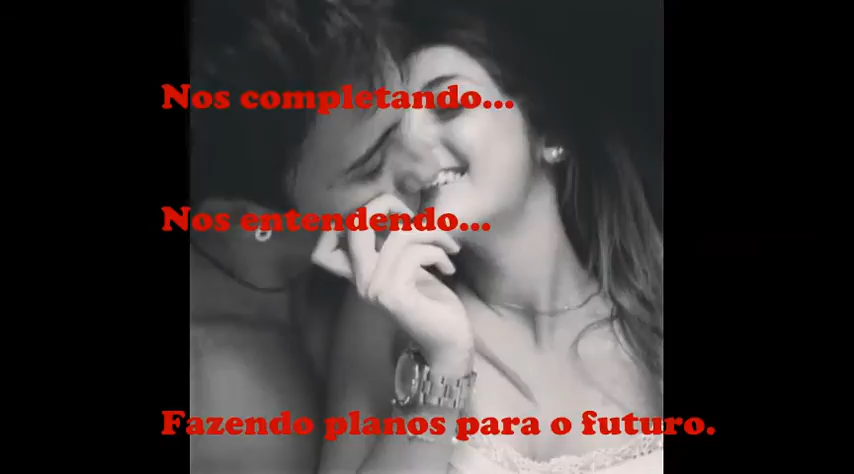 Nos completando...
Nos entendendo...
Fazendo planos para o futuro.